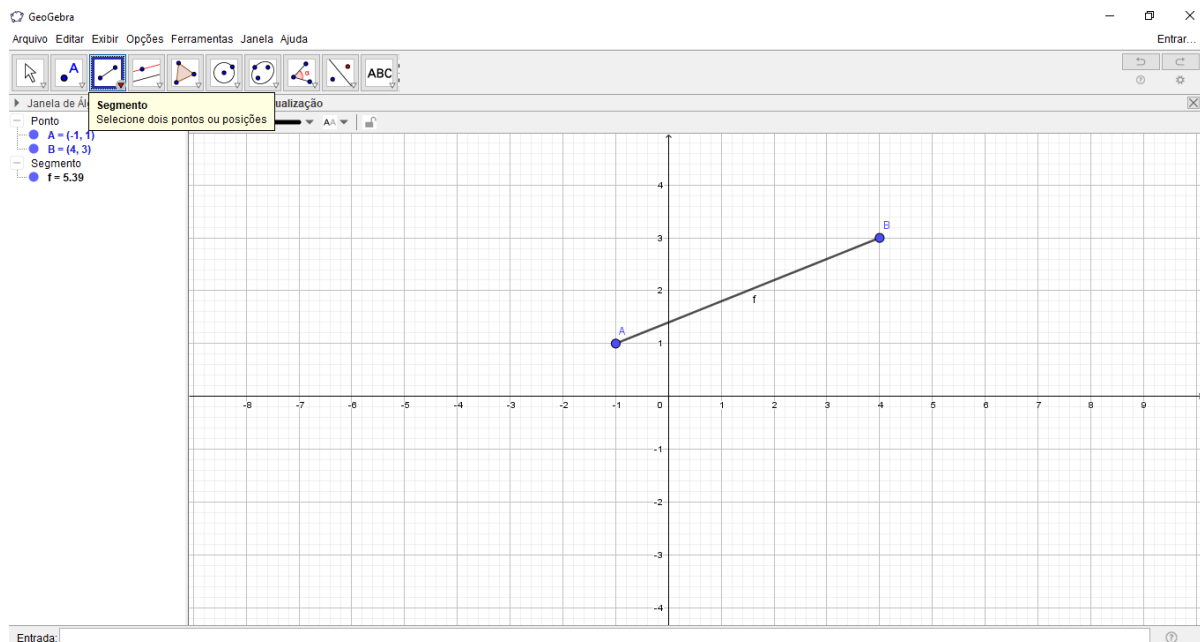 GeoGebra
Arquivo Editar Exibir Opções Ferramentas Janela Ajuda
Entrar...
A
α
ABC
Janela de Ál
ualização
Segmento
Selecione dois pontos ou posições
AA
Ponto
A = (-1, 1)
B = (4, 3)
Segmento
f = 5.39
4
B
3
2
f
A
1
-8 -7 -6 -5 -4 -3 -2 -1 0 1 2 3 4 5 6 7 8 9
-1
-2
-3
-4
Entrada: